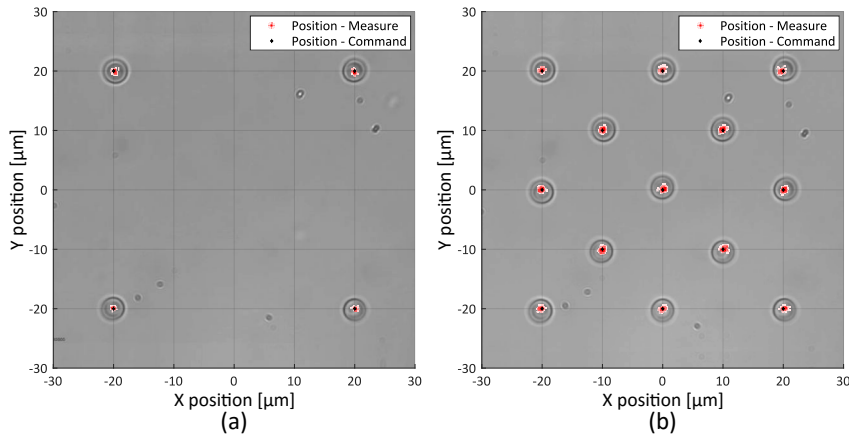 30
20
10
0
-10
-20
-30
-30 -20 -10 0 10 20 30
Y position [µm]
X position [µm]
Position - Measure
Position - Command
(a)
30
20
10
0
-10
-20
-30
-30 -20 -10 0 10 20 30
Y position [µm]
X position [µm]
Position - Measure
Position - Command
(b)